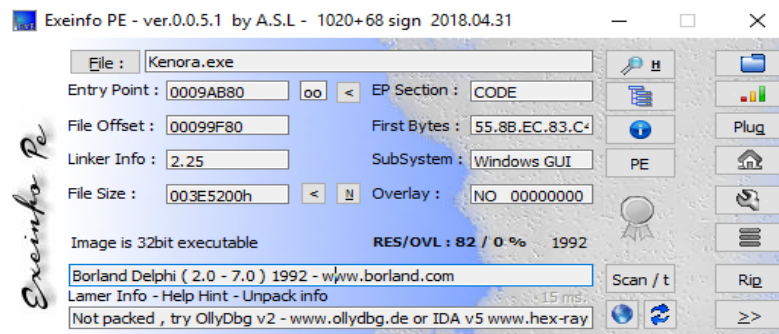 Exeinfo PE - ver.0.0.5.1 by A.S.L - 1020+68 sign 2018.04.31
File : Kenora.exe H
Entry Point : 0009AB80 oo < EP Section : CODE
File Offset : 00099F80 First Bytes : 55.8B.EC.83.C4 Plug
Linker Info : 2.25 SubSystem : Windows GUI PE
File Size : 003E5200h < N Overlay : NO 00000000
Image is 32bit executable RES/OVL : 82 / 0 % 1992
Borland Delphi ( 2.0 - 7.0 ) 1992 - www.borland.com Scan / t Rip
Lamer Info - Help Hint - Unpack info 15 ms.
Not packed , try OllyDbg v2 - www.ollydbg.de or IDA v5 www.hex-ray >>
Exeinfo Pe